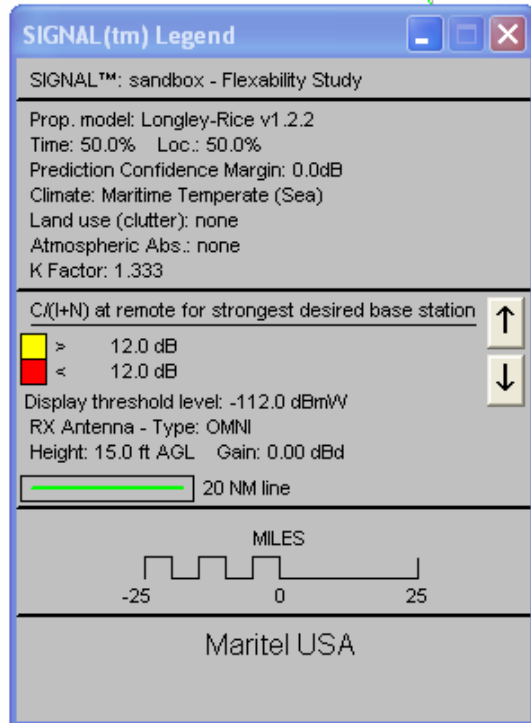 SIGNAL(tm) Legend
SIGNAL™: sandbox - Flexability Study
Prop. model: Longley-Rice v1.2.2
Time: 50.0% Loc.: 50.0%
Prediction Confidence Margin: 0.0dB
Climate: Maritime Temperate (Sea)
Land use (clutter): none
Atmospheric Abs.: none
K Factor: 1.333
C/(I+N) at remote for strongest desired base station
> 12.0 dB
< 12.0 dB
Display threshold level: -112.0 dBmW
RX Antenna - Type: OMNI
Height: 15.0 ft AGL Gain: 0.00 dBd
20 NM line
MILES
-25 0 25
Maritel USA